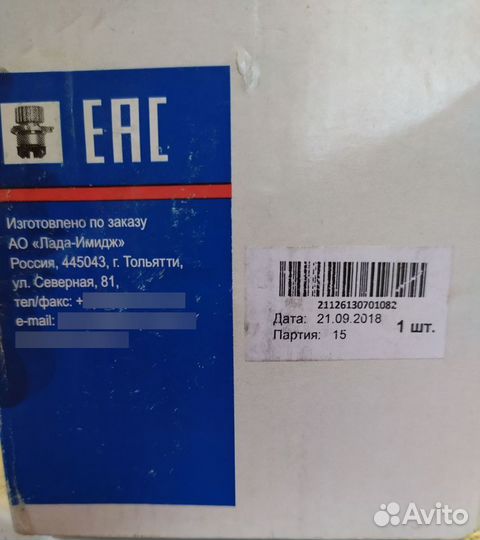 EAC
Изготовлено по заказу
АО «Лада-Имидж»
Россия, 445043, г. Тольятти,
ул. Северная, 81,
тел/факс: +
e-mail:
21126130701082
Дата: 21.09.2018
1 шт.
Партия: 15
Avito